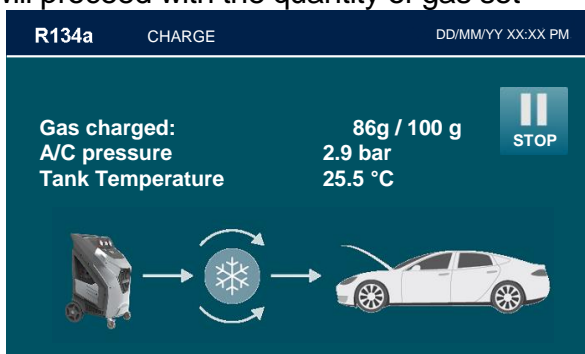 will proceed with the quantity of gas set
R134a CHARGE DD/MM/YY XX:XX PM
Gas charged: 86g / 100 g
STOP
A/C pressure 2.9 bar
Tank Temperature 25.5 °C